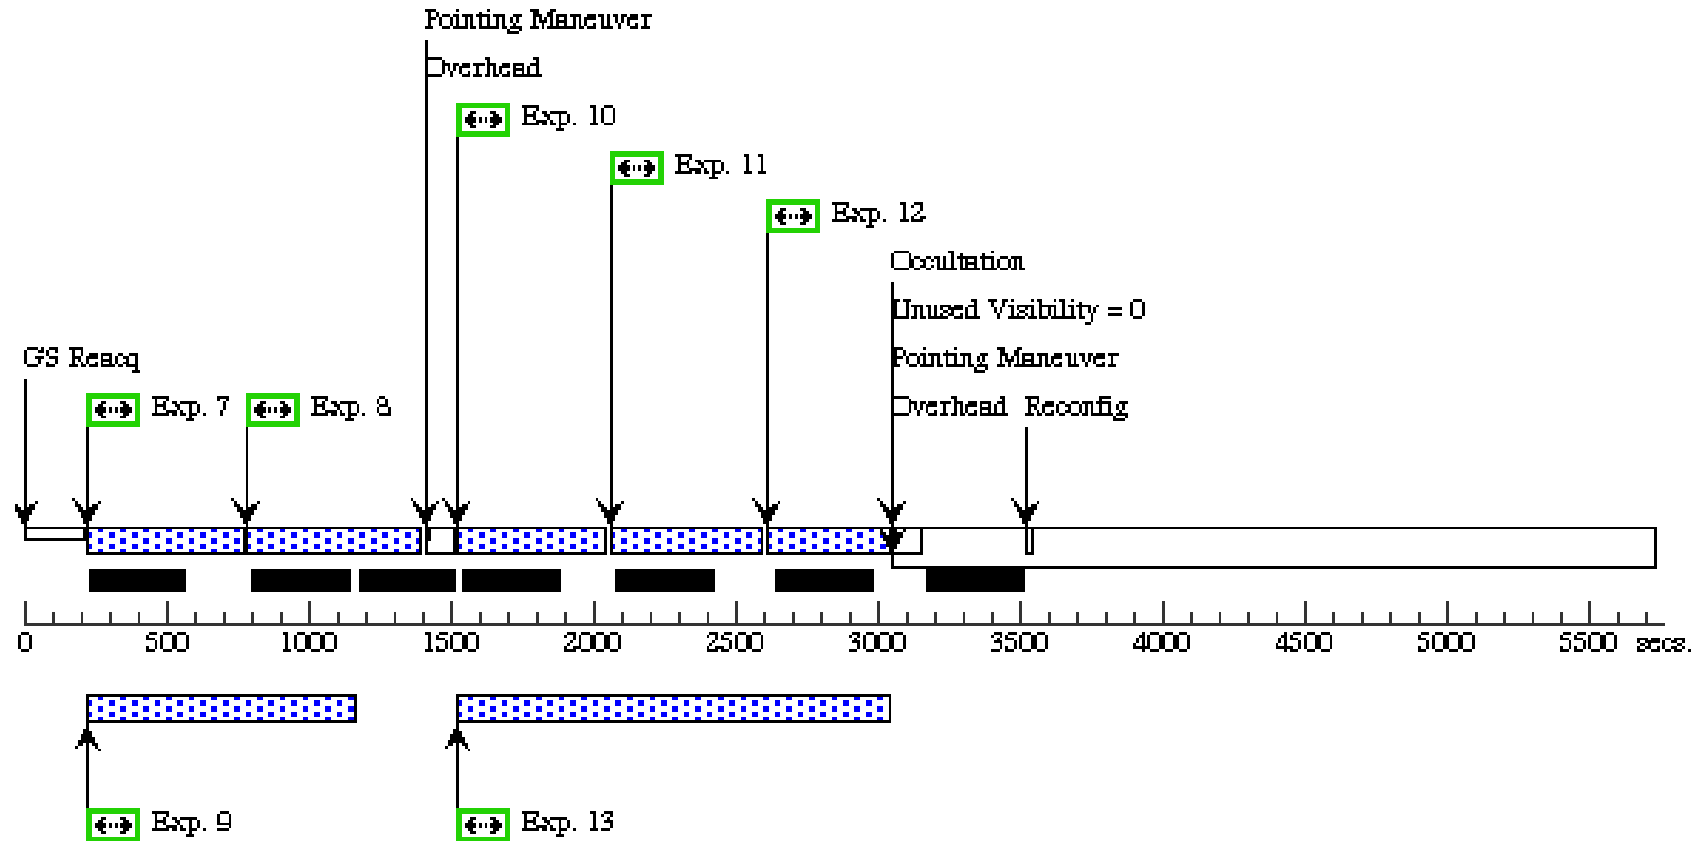 Pointing Maneuver
Overhead
Exp. 10
Exp. 11
Exp. 12
Occultation
Unused Visibility = 0
GS Reacq
Pointing Maneuver
Exp. 7
Exp. 8
Overhead
Reconfig
0 500 1000 1500 2000 2500 3000 3500 4000 4500 5000 5500 secs.
Exp. 9
Exp. 13